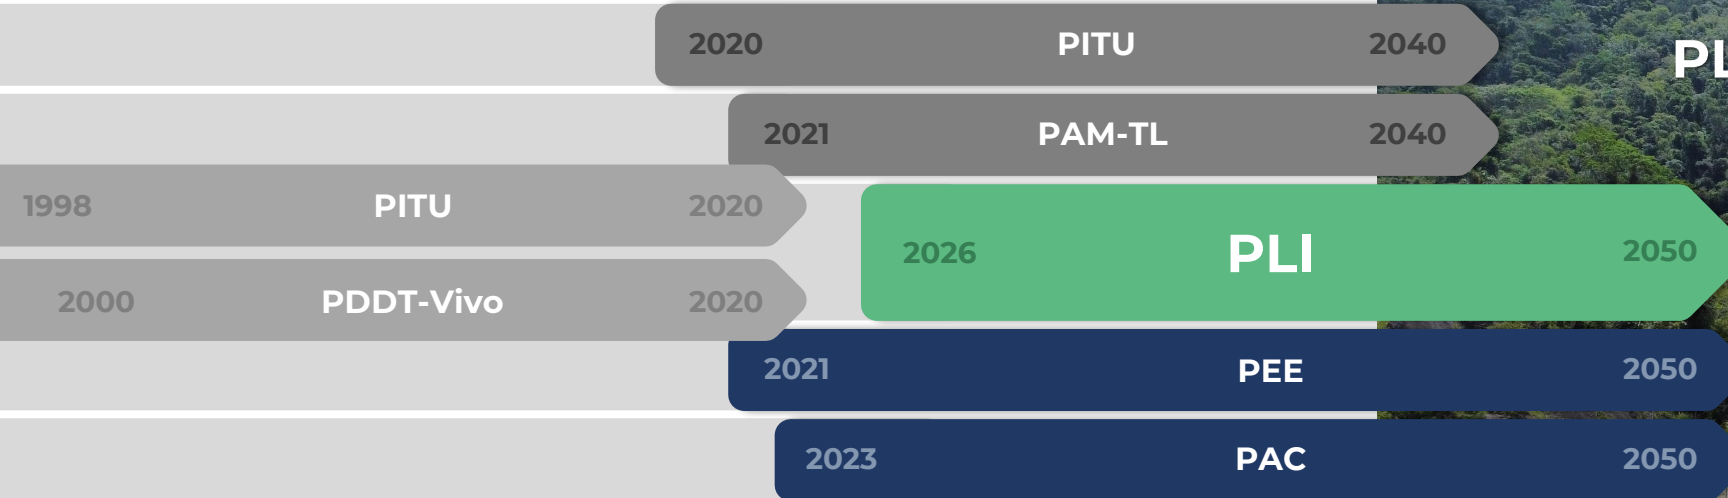 2020 PITU 2040
PL
2021 PAM-TL 2040
1998 PITU 2020
2026 PLI 2050
2000 PDDT-Vivo 2020
2021 PEE 2050
2023 PAC 2050